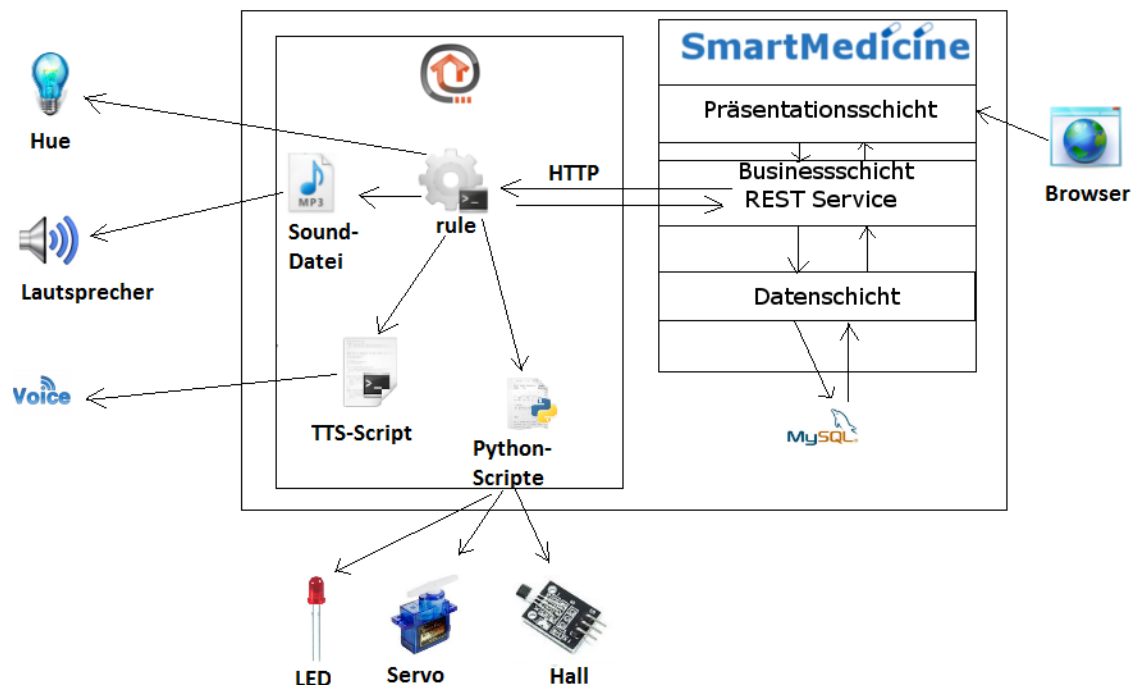 SmartMedicine
Präsentationsschicht
Hue
MP3
HTTP
Businessschicht
REST Service
Browser
>_
rule
Sound-
Datei
Lautsprecher
Datenschicht
>_
Voice
TTS-Script
Python-
Scripte
MySQL
LED
Servo
Hall